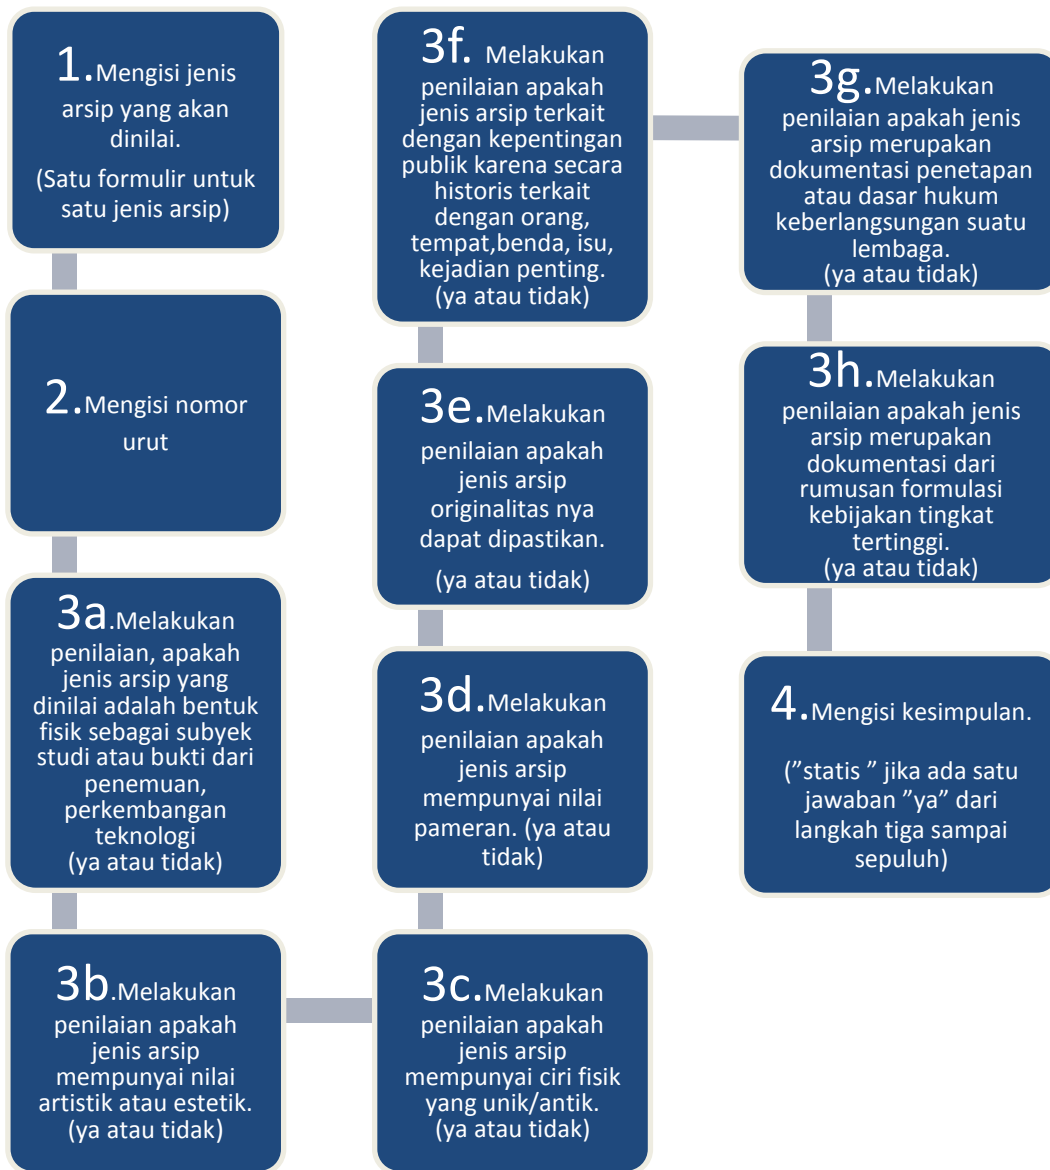 1.Mengisi jenis
arsip yang akan
dinilai.
(Satu formulir untuk
satu jenis arsip)
2.Mengisi nomor
urut
3a.Melakukan
penilaian, apakah
jenis arsip yang
dinilai adalah bentuk
fisik sebagai subyek
studi atau bukti dari
penemuan,
perkembangan
teknologi
(ya atau tidak)
3b.Melakukan
penilaian apakah
jenis arsip
mempunyai nilai
artistik atau estetik.
(ya atau tidak)
3c.Melakukan
penilaian apakah
jenis arsip
mempunyai ciri fisik
yang unik/antik.
(ya atau tidak)
3d.Melakukan
penilaian apakah
jenis arsip
mempunyai nilai
pameran. (ya atau
tidak)
3e.Melakukan
penilaian apakah
jenis arsip
originalitas nya
dapat dipastikan.
(ya atau tidak)
3f. Melakukan
penilaian apakah
jenis arsip terkait
dengan kepentingan
publik karena secara
historis terkait
dengan orang,
tempat,benda, isu,
kejadian penting.
(ya atau tidak)
3g.Melakukan
penilaian apakah jenis
arsip merupakan
dokumentasi penetapan
atau dasar hukum
keberlangsungan suatu
lembaga.
(ya atau tidak)
3h.Melakukan
penilaian apakah jenis
arsip merupakan
dokumentasi dari
rumusan formulasi
kebijakan tingkat
tertinggi.
(ya atau tidak)
4.Mengisi kesimpulan.
(”statis ” jika ada satu
jawaban ”ya” dari
langkah tiga sampai
sepuluh)